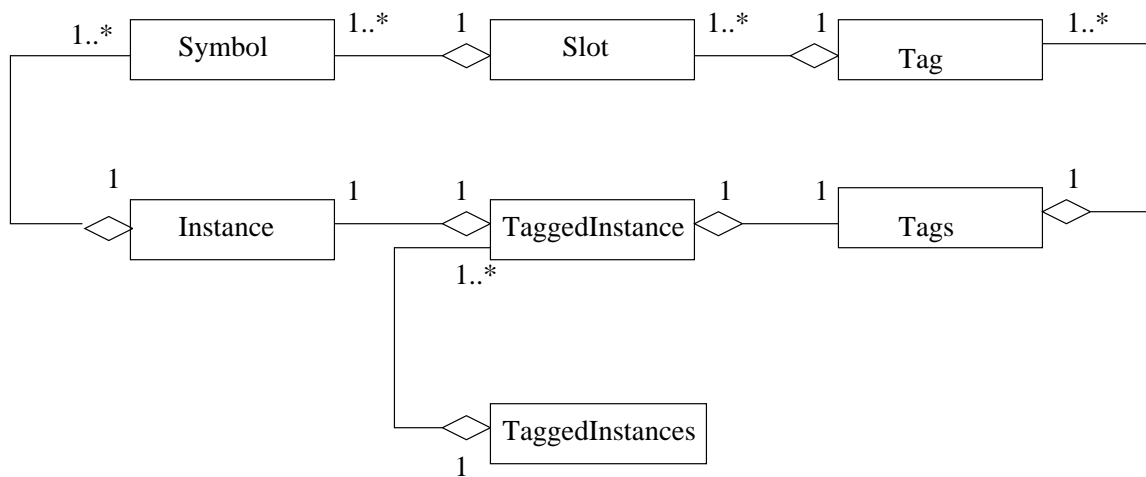 1..*
Symbol
1..*
1
Slot
1..*
1
Tag
1..*
1
Instance
1
1
TaggedInstance
1
1
Tags
1
1..*
TaggedInstances
1